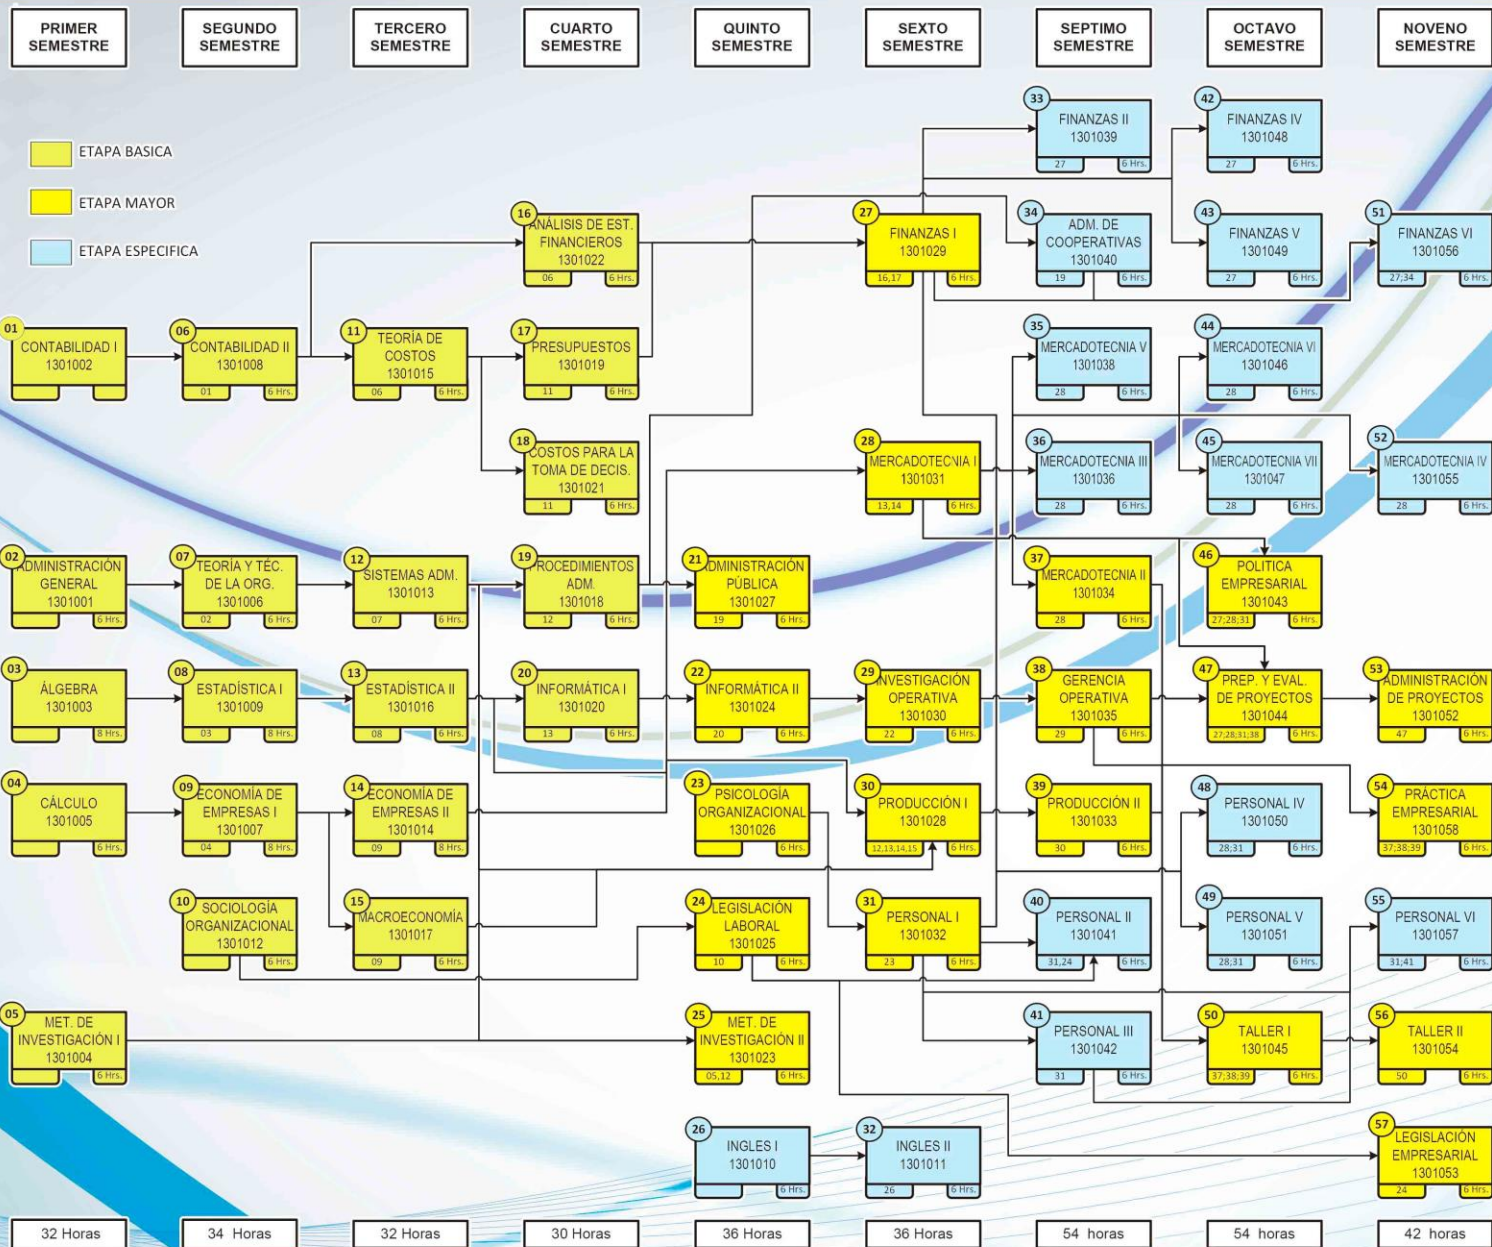 PRIMER
SEMESTRE
SEGUNDO
SEMESTRE
TERCERO
SEMESTRE
CUARTO
SEMESTRE
QUINTO
SEMESTRE
SEXTO
SEMESTRE
SEPTIMO
SEMESTRE
OCTAVO
SEMESTRE
NOVENO
SEMESTRE
ETAPA BASICA
ETAPA MAYOR
ETAPA ESPECIFICA
01
CONTABILIDAD I
1301002
02
ADMINISTRACIÓN
GENERAL
1301001
6 Hrs.
03
ÁLGEBRA
1301003
8 Hrs.
04
CÁLCULO
1301005
6 Hrs.
05
MET. DE
INVESTIGACIÓN I
1301004
6 Hrs.
32 Horas
06
CONTABILIDAD II
1301008
01
6 Hrs.
07
TEORÍA Y TÉC.
DE LA ORG.
1301006
02
6 Hrs.
08
ESTADÍSTICA I
1301009
03
8 Hrs.
09
ECONOMÍA DE
EMPRESAS I
1301007
04
8 Hrs.
10
SOCIOLOGÍA
ORGANIZACIONAL
1301012
6 Hrs.
34 Horas
11
TEORÍA DE
COSTOS
1301015
06
6 Hrs.
12
SISTEMAS ADM.
1301013
07
6 Hrs.
13
ESTADÍSTICA II
1301016
08
6 Hrs.
14
ECONOMÍA DE
EMPRESAS II
1301014
09
8 Hrs.
15
MACROECONOMÍA
1301017
09
6 Hrs.
32 Horas
16
ANÁLISIS DE EST.
FINANCIEROS
1301022
06
6 Hrs.
17
PRESUPUESTOS
1301019
11
6 Hrs.
18
COSTOS PARA LA
TOMA DE DECIS.
1301021
11
6 Hrs.
19
PROCEDIMIENTOS
ADM.
1301018
12
6 Hrs.
20
INFORMÁTICA I
1301020
13
6 Hrs.
30 Horas
21
ADMINISTRACIÓN
PÚBLICA
1301027
19
6 Hrs.
22
INFORMÁTICA II
1301024
20
6 Hrs.
23
PSICOLOGÍA
ORGANIZACIONAL
1301026
6 Hrs.
24
LEGISLACIÓN
LABORAL
1301025
10
6 Hrs.
25
MET. DE
INVESTIGACIÓN II
1301023
05,12
6 Hrs.
26
INGLES I
1301010
6 Hrs.
36 Horas
27
FINANZAS I
1301029
16,17
6 Hrs.
28
MERCADOTECNIA I
1301031
13,14
6 Hrs.
29
INVESTIGACIÓN
OPERATIVA
1301030
22
6 Hrs.
30
PRODUCCIÓN I
1301028
12,13,14,15
6 Hrs.
31
PERSONAL I
1301032
23
6 Hrs.
32
INGLES II
1301011
26
6 Hrs.
36 Horas
33
FINANZAS II
1301039
27
6 Hrs.
34
ADM. DE
COOPERATIVAS
1301040
19
6 Hrs.
35
MERCADOTECNIA V
1301038
28
6 Hrs.
36
MERCADOTECNIA III
1301036
28
6 Hrs.
37
MERCADOTECNIA II
1301034
28
6 Hrs.
38
GERENCIA
OPERATIVA
1301035
29
6 Hrs.
39
PRODUCCIÓN II
1301033
30
6 Hrs.
40
PERSONAL II
1301041
31,24
6 Hrs.
41
PERSONAL III
1301042
31
6 Hrs.
54 horas
42
FINANZAS IV
1301048
27
6 Hrs.
43
FINANZAS V
1301049
27
6 Hrs.
44
MERCADOTECNIA VI
1301046
28
6 Hrs.
45
MERCADOTECNIA VII
1301047
28
6 Hrs.
46
POLÍTICA
EMPRESARIAL
1301043
27;28;31
6 Hrs.
47
PREP. Y EVAL.
DE PROYECTOS
1301044
27;28;31;38
6 Hrs.
48
PERSONAL IV
1301050
28;31
6 Hrs.
49
PERSONAL V
1301051
28;31
6 Hrs.
50
TALLER I
1301045
37;38;39
6 Hrs.
54 horas
51
FINANZAS VI
1301056
27;34
6 Hrs.
52
MERCADOTECNIA IV
1301055
28
6 Hrs.
53
ADMINISTRACIÓN
DE PROYECTOS
1301052
47
6 Hrs.
54
PRÁCTICA
EMPRESARIAL
1301058
37;38;39
6 Hrs.
55
PERSONAL VI
1301057
31;41
6 Hrs.
56
TALLER II
1301054
50
6 Hrs.
57
LEGISLACIÓN
EMPRESARIAL
1301053
24
6 Hrs.
42 horas